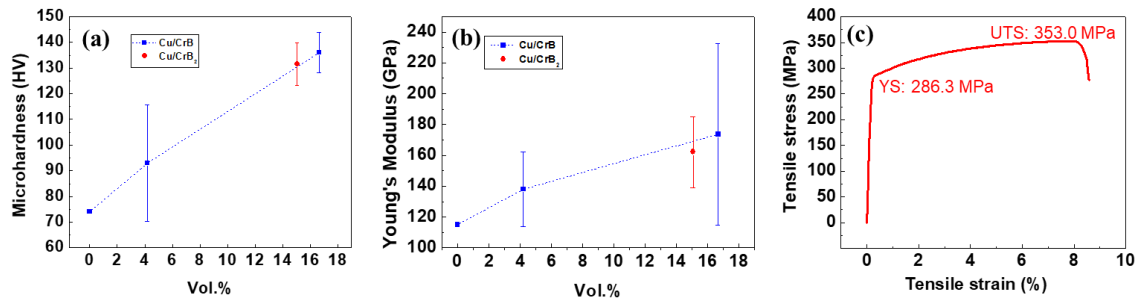 (a)
Cu/CrB
Cu/CrB₂
Microhardness (HV)
150
140
130
120
110
100
90
80
70
60
0 2 4 6 8 10 12 14 16 18
Vol.%
(b)
Cu/CrB
Cu/CrB₂
Young's Modulus (GPa)
240
220
200
180
160
140
120
100
0 2 4 6 8 10 12 14 16 18
Vol.%
(c)
UTS: 353.0 MPa
YS: 286.3 MPa
Tensile stress (MPa)
400
350
300
250
200
150
100
50
0
0 2 4 6 8 10
Tensile strain (%)